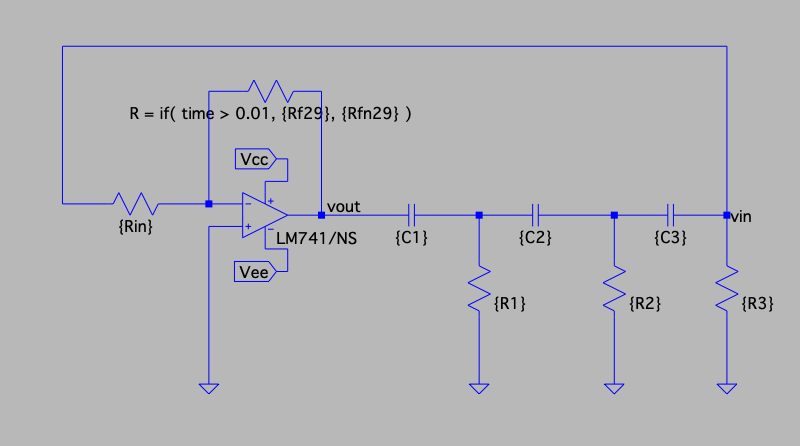 R = if( time > 0.01, {Rf29}, {Rfn29} )
Vcc
vout
vin
{Rin}
LM741/NS
{C1}
{C2}
{C3}
Vee
{R1}
{R2}
{R3}